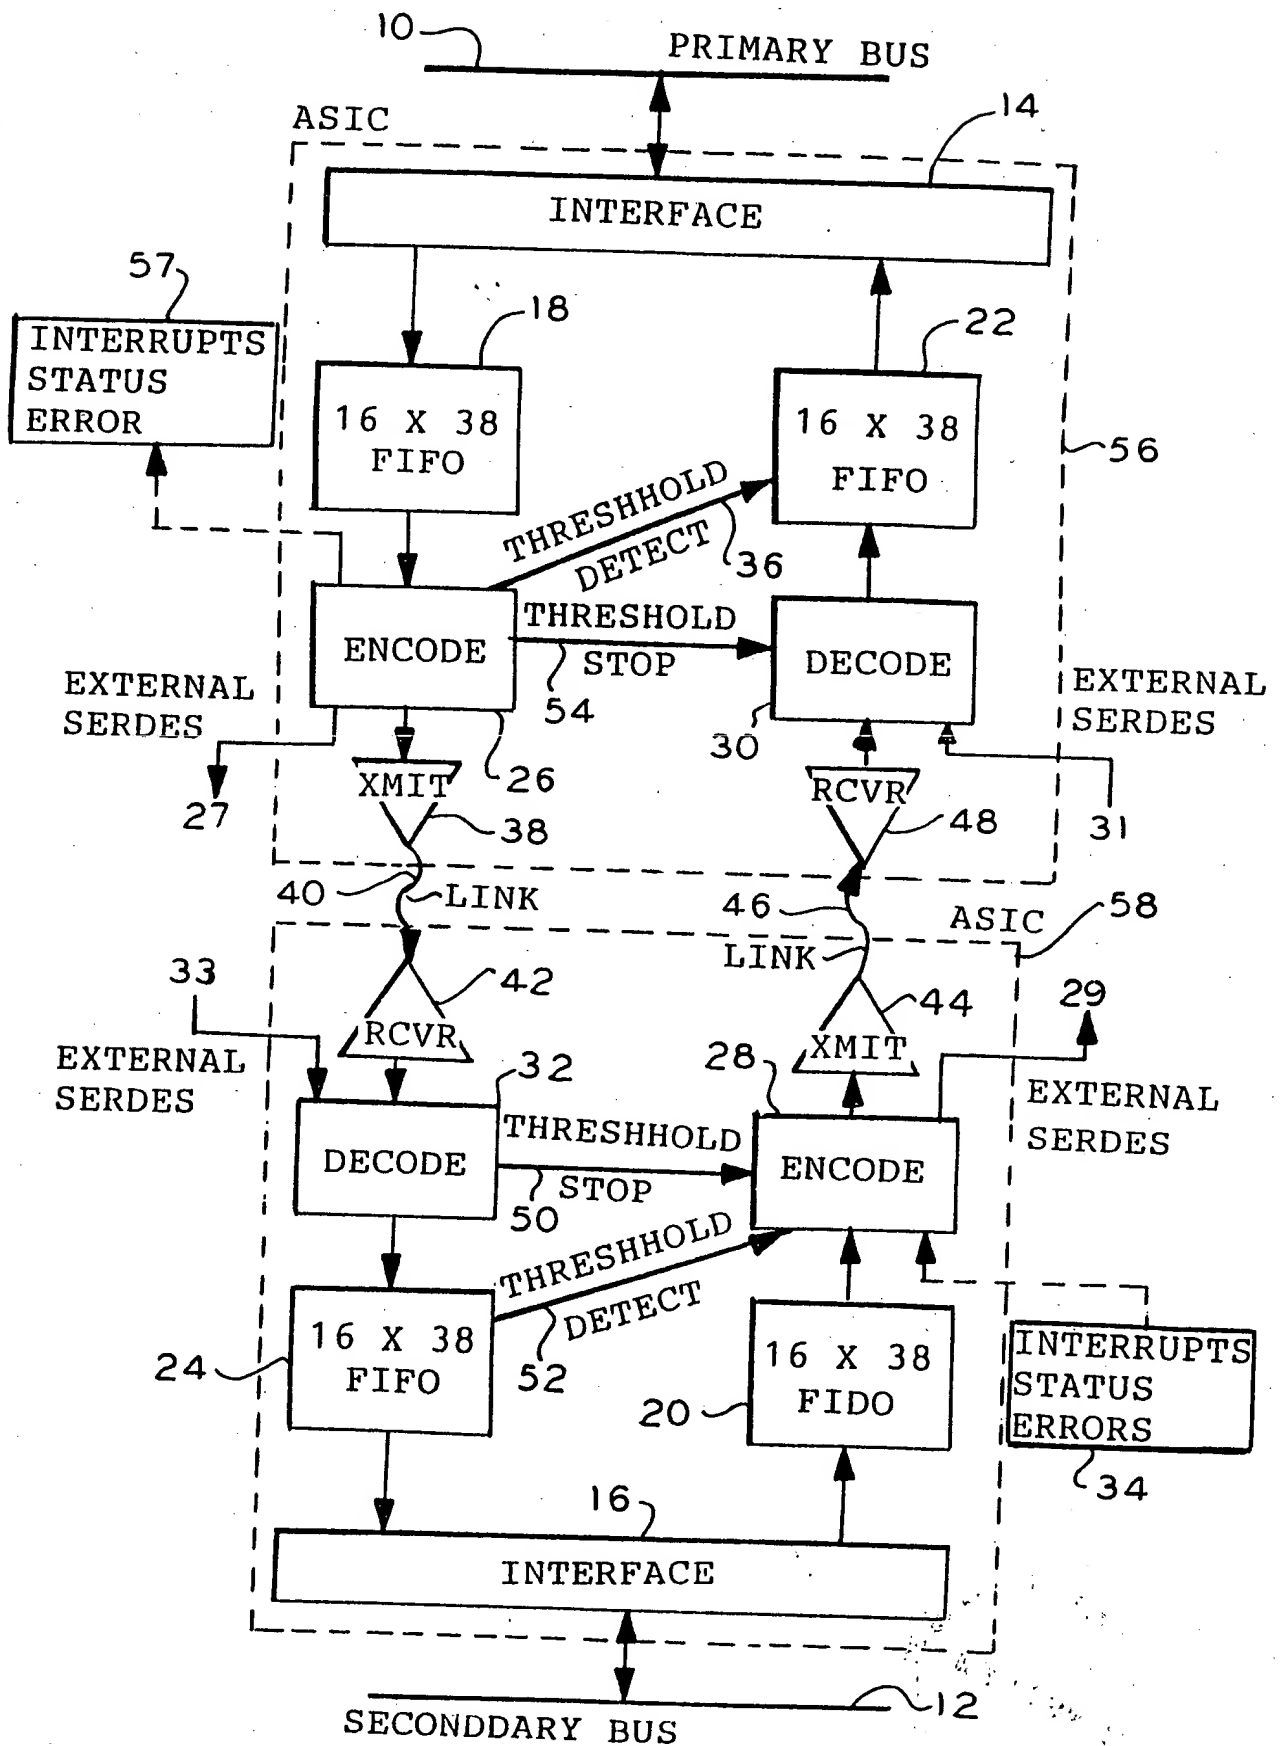 10
PRIMARY BUS
ASIC
14
INTERFACE
57
INTERRUPTS
STATUS
ERROR
18
22
16 X 38
FIFO
16 X 38
FIFO
56
THRESHHOLD
DETECT
36
ENCODE
THRESHOLD
STOP
54
DECODE
30
EXTERNAL
SERDES
27
EXTERNAL
SERDES
31
XMIT
26
38
RCVR
48
40
LINK
46
LINK
ASIC
58
33
EXTERNAL
SERDES
42
RCVR
44
XMIT
29
EXTERNAL
SERDES
32
28
DECODE
THRESHHOLD
STOP
50
ENCODE
THRESHHOLD
DETECT
52
24
16 X 38
FIFO
20
16 X 38
FIDO
INTERRUPTS
STATUS
ERRORS
34
16
INTERFACE
12
SECONDDARY BUS